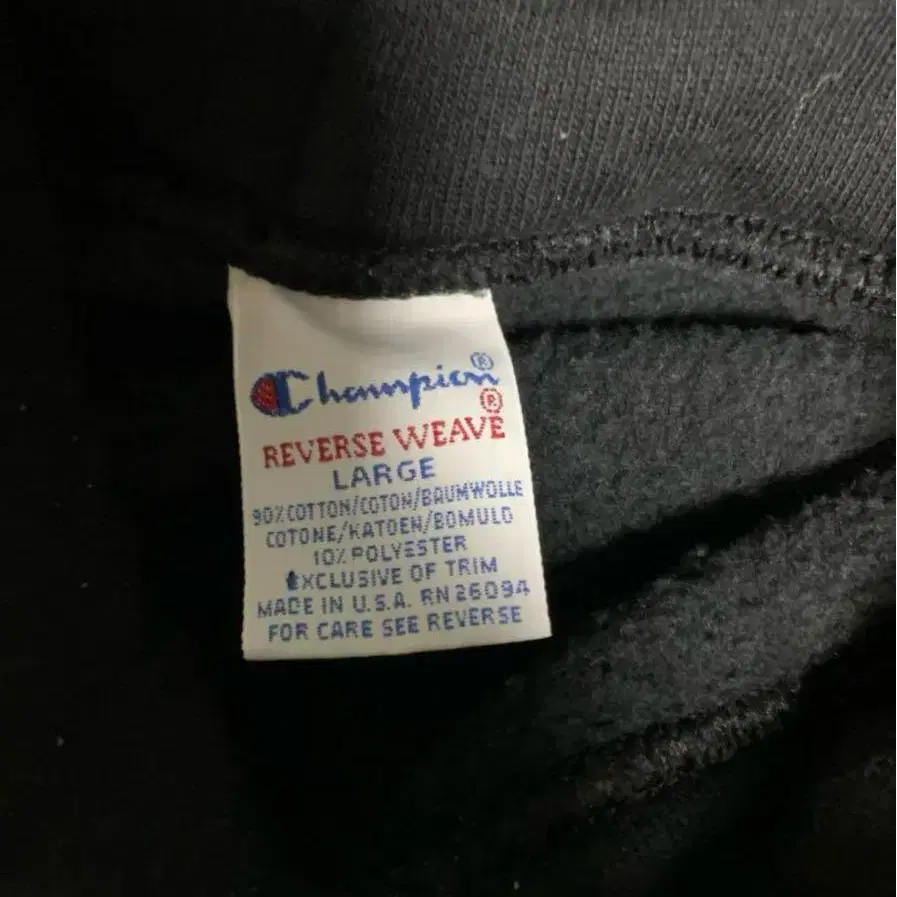 Champion®
REVERSE WEAVE®
LARGE
90% COTTON/COTON/BAUMWOLLE
COTONE/KATOEN/BOMULD
10% POLYESTER
EXCLUSIVE OF TRIM
MADE IN U.S.A. RN 26094
FOR CARE SEE REVERSE